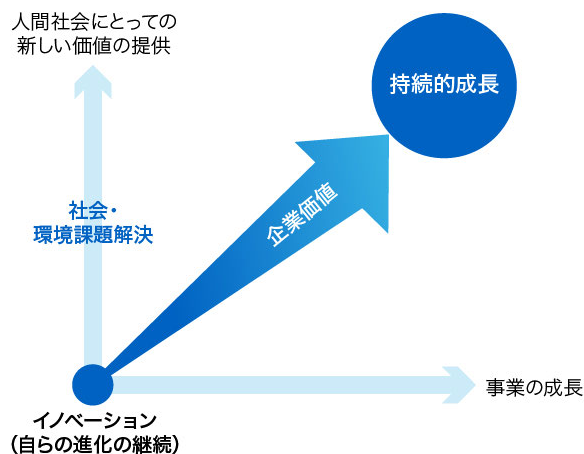 人間社会にとっての
新しい価値の提供
持続的成長
企業価値
社会・
環境課題解決
事業の成長
イノベーション
（自らの進化の継続）